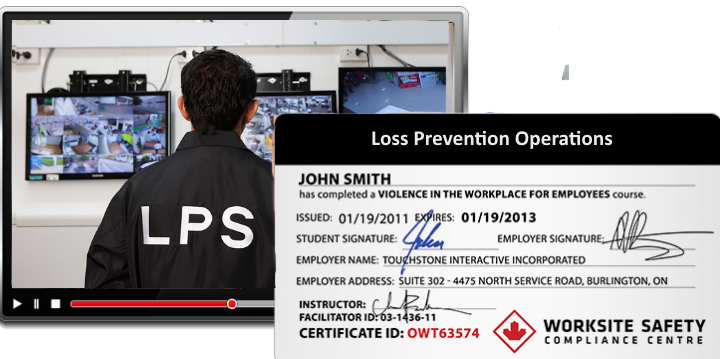 LPS
Loss Prevention Operations
JOHN SMITH
has completed a VIOLENCE IN THE WORKPLACE FOR EMPLOYEES course.
ISSUED: 01/19/2011 EXPIRES: 01/19/2013
STUDENT SIGNATURE: John EMPLOYER SIGNATURE:
EMPLOYER NAME: TOUCHSTONE INTERACTIVE INCORPORATED
EMPLOYER ADDRESS: SUITE 302 - 4475 NORTH SERVICE ROAD, BURLINGTON, ON
INSTRUCTOR:
FACILITATOR ID: 03-1436-11
CERTIFICATE ID: OWT63574
WORKSITE SAFETY
COMPLIANCE CENTRE